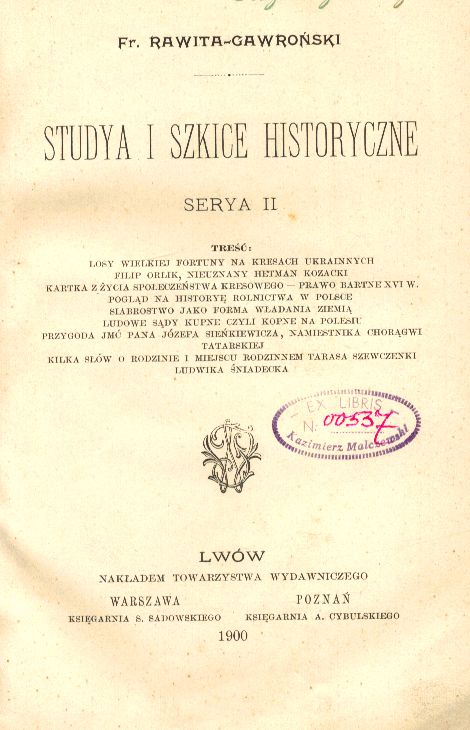 Fr. RAWITA-GAWROŃSKI
STUDYA I SZKICE HISTORYCZNE
SERYA II
TREŚĆ:
LOSY WIELKIEJ FORTUNY NA KRESACH UKRAINNYCH
FILIP ORLIK, NIEUZNANY HETMAN KOZACKI
KARTKA Z ŻYCIA SPOŁECZEŃSTWA KRESOWEGO — PRAWO BARTNE XVI W.
POGLĄD NA HISTORYĘ ROLNICTWA W POLSCE
SIABROSTWO JAKO FORMA WŁADANIA ZIEMIĄ
LUDOWE SĄDY KUPNE CZYLI KOPNE NA POLESIU
PRZYGODA JMĆ PANA JÓZEFA SIEŃKIEWICZA, NAMIESTNIKA CHORĄGWI
TATARSKIEJ
KILKA SŁÓW O RODZINIE I MIEJSCU RODZINNEM TARASA SZEWCZENKI
LUDWIKA ŚNIADECKA
EX LIBRIS
N. 00537
Kazimierz Malczewski
LWÓW
NAKŁADEM TOWARZYSTWA WYDAWNICZEGO
WARSZAWA POZNAŃ
KSIĘGARNIA S. SADOWSKIEGO KSIĘGARNIA A. CYBULSKIEGO
1900